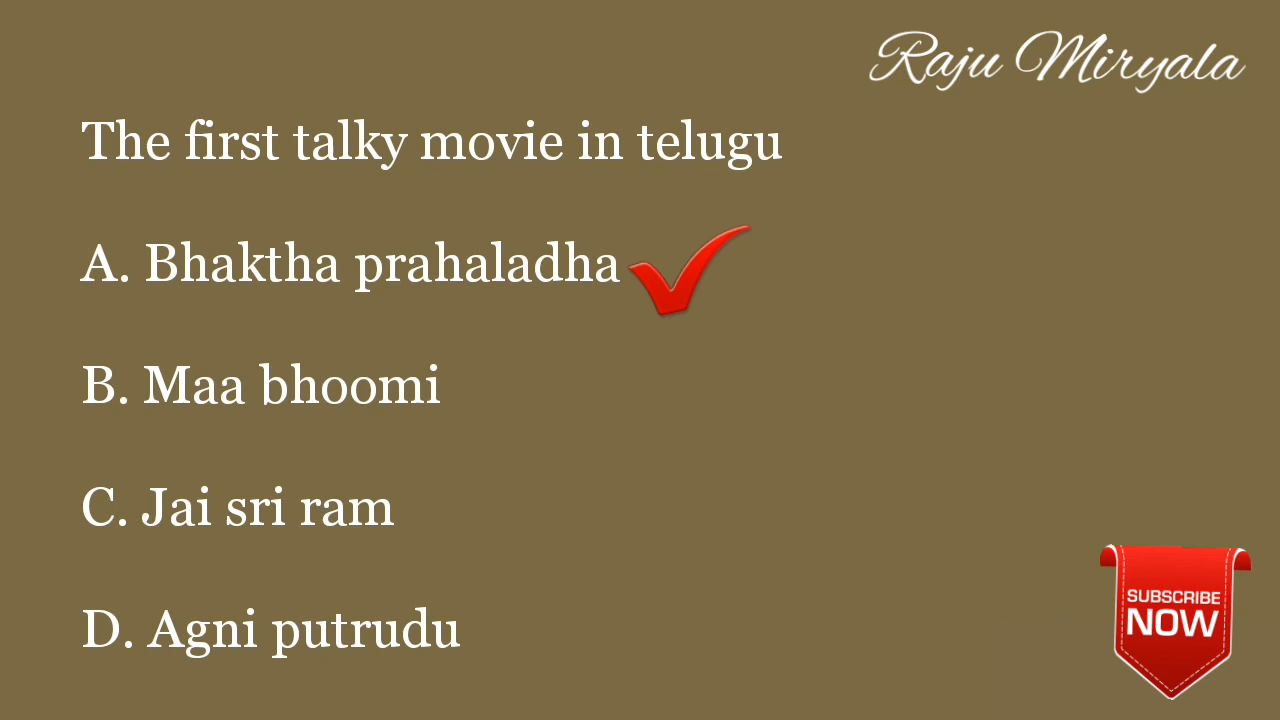 Raju Miryala
The first talky movie in telugu
A. Bhaktha prahaladha
B. Maa bhoomi
C. Jai sri ram
D. Agni putrudu
SUBSCRIBE
NOW